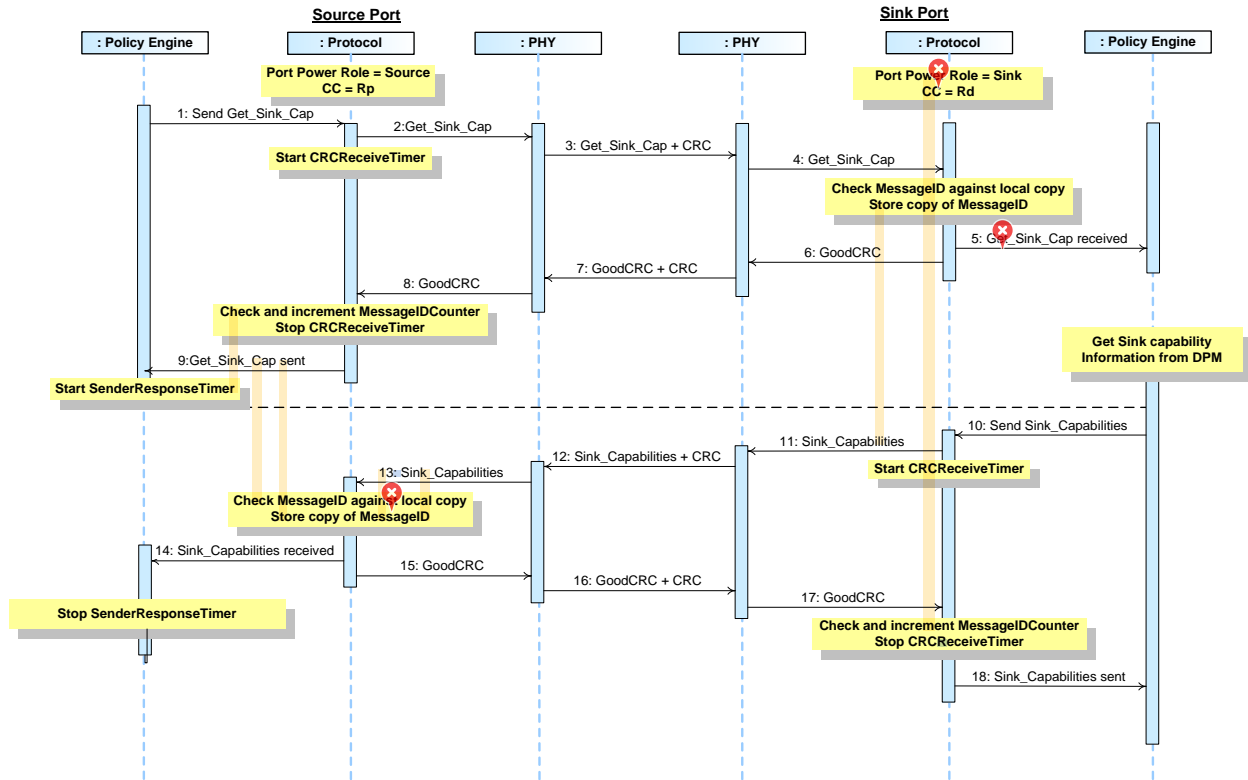 Source Port
Sink Port
: Policy Engine
: Protocol
: PHY
: PHY
: Protocol
: Policy Engine
Port Power Role = Source
CC = Rp
Port Power Role = Sink
CC = Rd
1: Send Get_Sink_Cap
2:Get_Sink_Cap
Start CRCReceiveTimer
3: Get_Sink_Cap + CRC
4: Get_Sink_Cap
Check MessageID against local copy
Store copy of MessageID
5: Get_Sink_Cap received
6: GoodCRC
7: GoodCRC + CRC
8: GoodCRC
Check and increment MessageIDCounter
Stop CRCReceiveTimer
9:Get_Sink_Cap sent
Start SenderResponseTimer
Get Sink capability
Information from DPM
10: Send Sink_Capabilities
11: Sink_Capabilities
Start CRCReceiveTimer
12: Sink_Capabilities + CRC
13: Sink_Capabilities
Check MessageID against local copy
Store copy of MessageID
14: Sink_Capabilities received
15: GoodCRC
16: GoodCRC + CRC
17: GoodCRC
Stop SenderResponseTimer
Check and increment MessageIDCounter
Stop CRCReceiveTimer
18: Sink_Capabilities sent